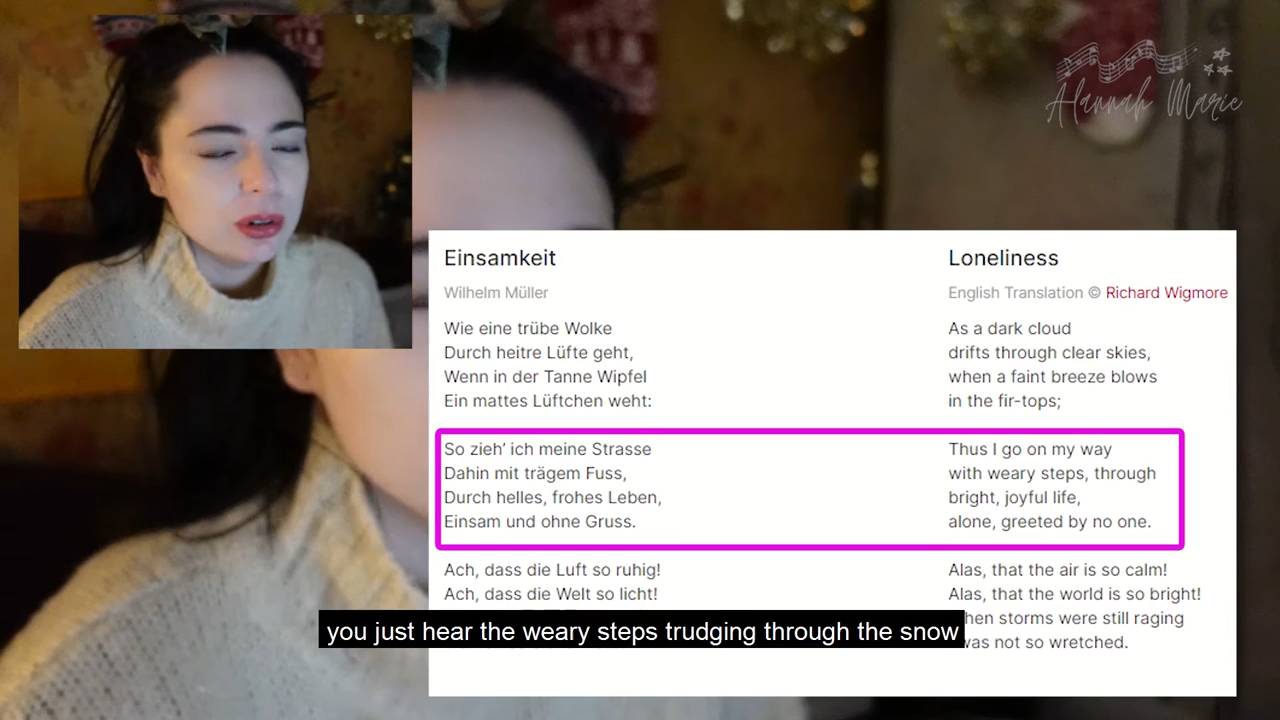 Alannah Marie
Einsamkeit
Wilhelm Müller
Wie eine trübe Wolke
Durch heitre Lüfte geht,
Wenn in der Tanne Wipfel
Ein mattes Lüftchen weht:
So zieh’ ich meine Strasse
Dahin mit trägem Fuss,
Durch helles, frohes Leben,
Einsam und ohne Gruss.
Ach, dass die Luft so ruhig!
Ach, dass die Welt so licht!
Loneliness
English Translation © Richard Wigmore
As a dark cloud
drifts through clear skies,
when a faint breeze blows
in the fir-tops;
Thus I go on my way
with weary steps, through
bright, joyful life,
alone, greeted by no one.
Alas, that the air is so calm!
Alas, that the world is so bright!
storms were still raging
was not so wretched.
you just hear the weary steps trudging through the snow